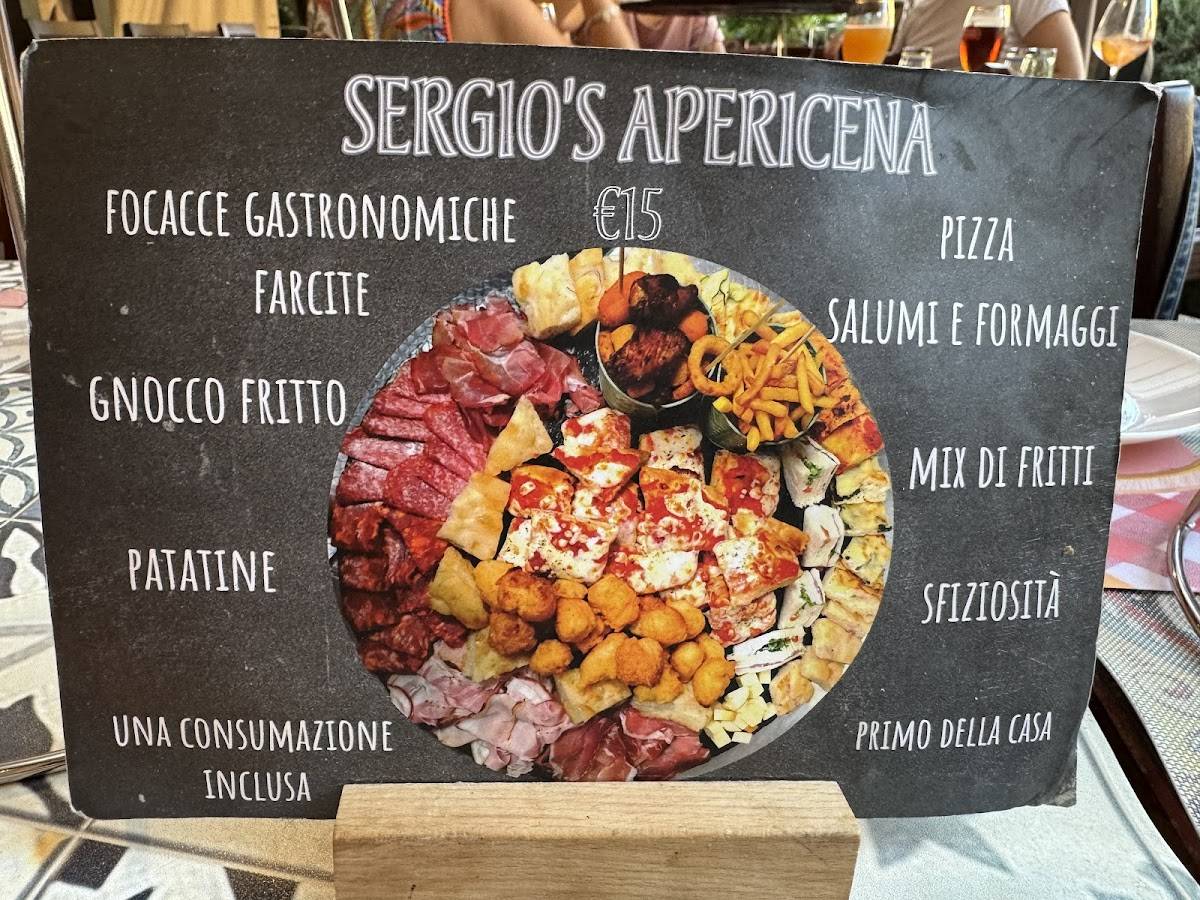 SERGIO'S APERICENA
€15
FOCACCE GASTRONOMICHE
FARCITE
GNOCCO FRITTO
PATATINE
UNA CONSUMAZIONE
INCLUSA
PIZZA
SALUMI E FORMAGGI
MIX DI FRITTI
SFIZIOSITÀ
PRIMO DELLA CASA